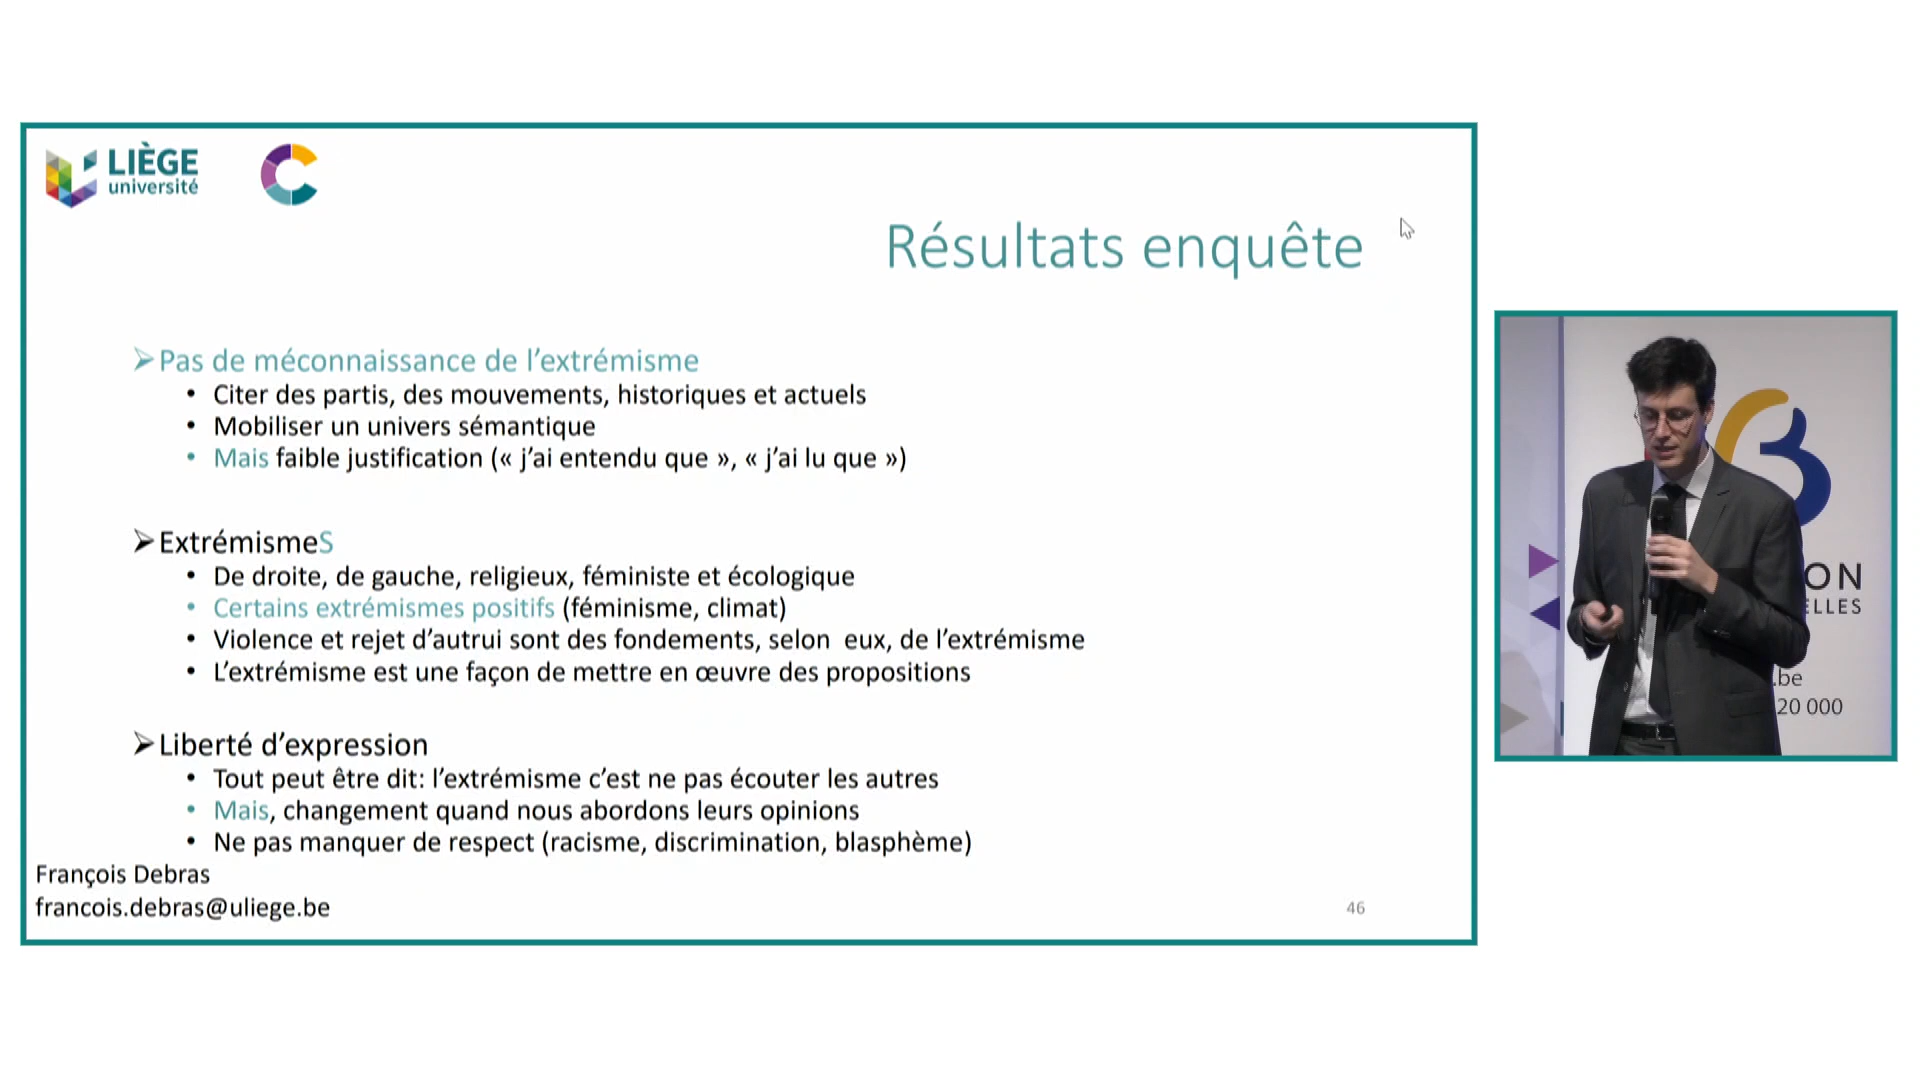 LIÈGE
université
Résultats enquête
➢Pas de méconnaissance de l’extrémisme
• Citer des partis, des mouvements, historiques et actuels
• Mobiliser un univers sémantique
• Mais faible justification (« j’ai entendu que », « j’ai lu que »)
➢ExtrémismeS
• De droite, de gauche, religieux, féministe et écologique
• Certains extrémismes positifs (féminisme, climat)
• Violence et rejet d’autrui sont des fondements, selon  eux, de l’extrémisme
• L’extrémisme est une façon de mettre en œuvre des propositions
➢Liberté d’expression
• Tout peut être dit: l’extrémisme c’est ne pas écouter les autres
• Mais, changement quand nous abordons leurs opinions
• Ne pas manquer de respect (racisme, discrimination, blasphème)
François Debras
francois.debras@uliege.be
46
ON
ELLES
.be
20 000